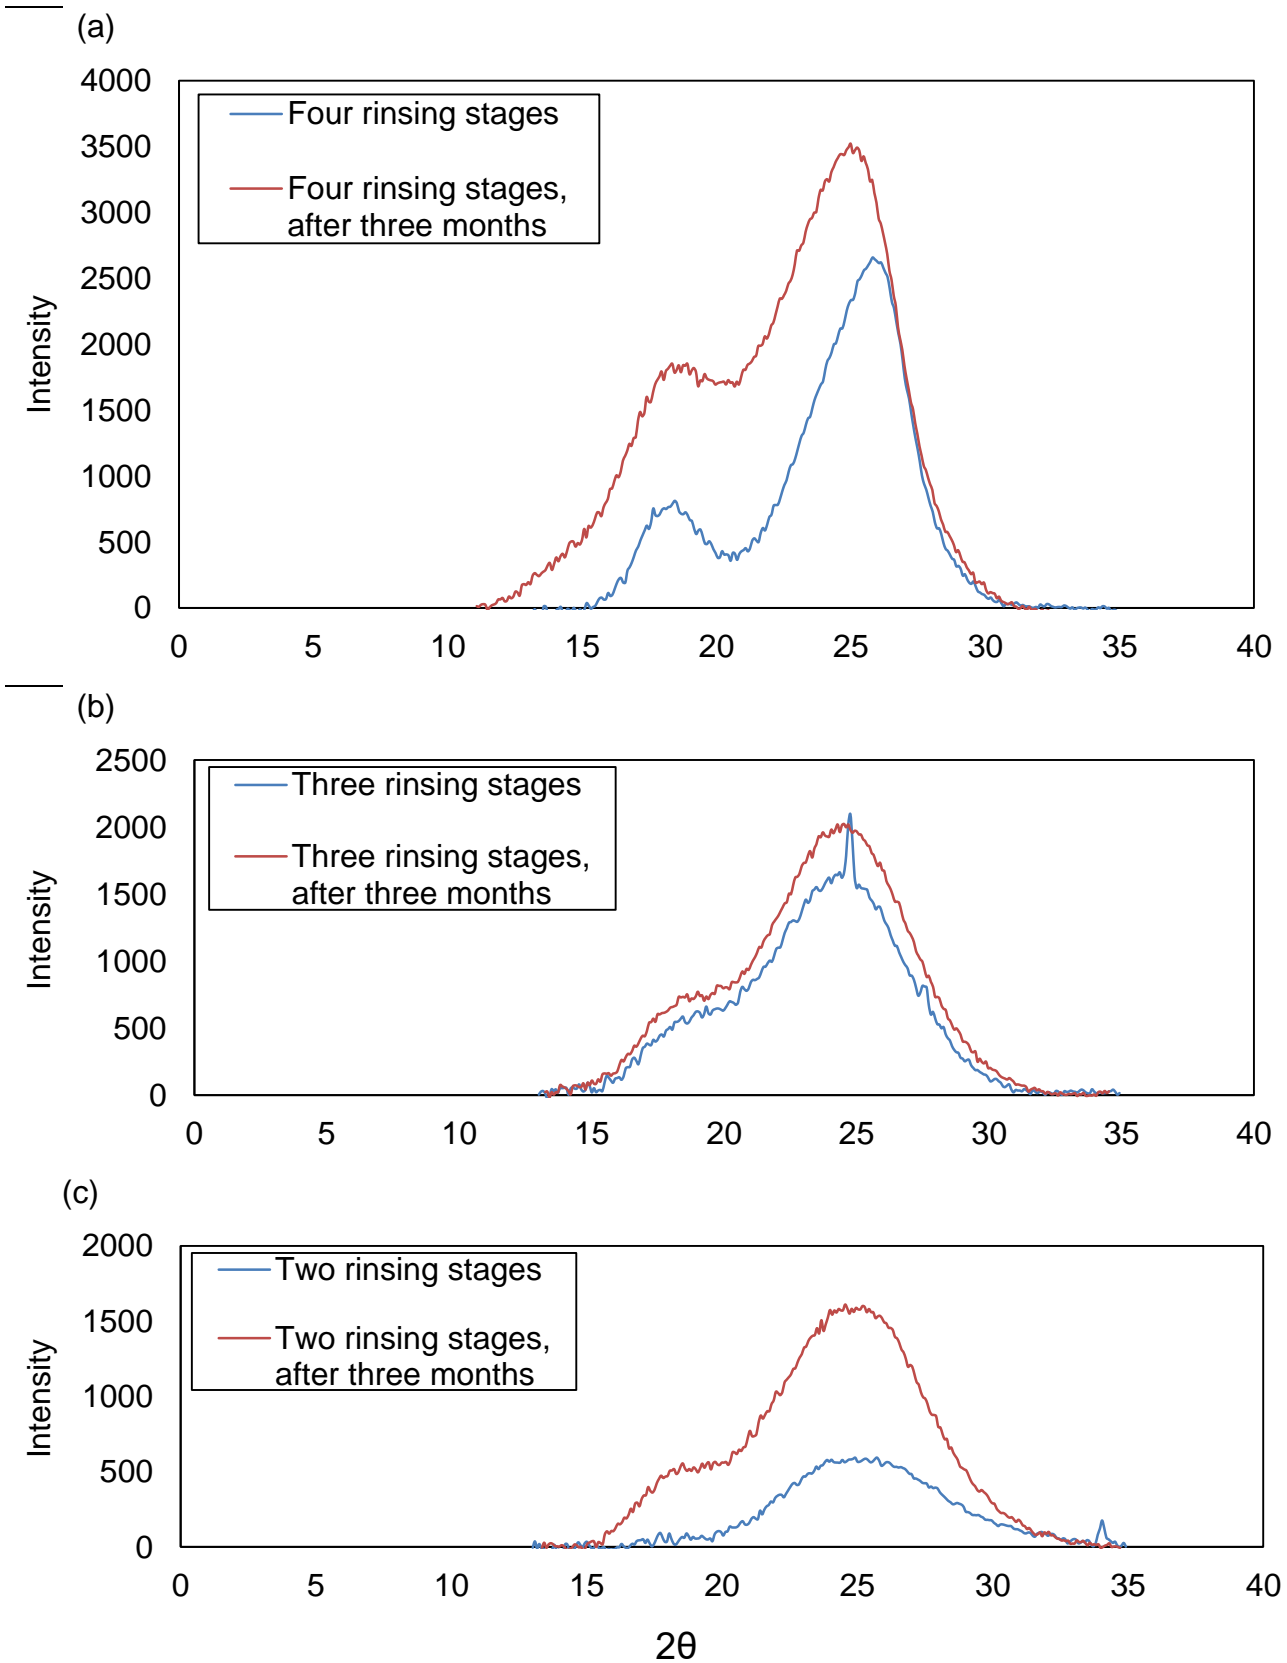 (a)
4000
3500
3000
2500
2000
1500
1000
500
0
Intensity
Four rinsing stages
Four rinsing stages,
after three months
0 5 10 15 20 25 30 35 40
(b)
2500
2000
1500
1000
500
0
Intensity
Three rinsing stages
Three rinsing stages,
after three months
0 5 10 15 20 25 30 35 40
(c)
2000
1500
1000
500
0
Intensity
Two rinsing stages
Two rinsing stages,
after three months
0 5 10 15 20 25 30 35 40
2θ